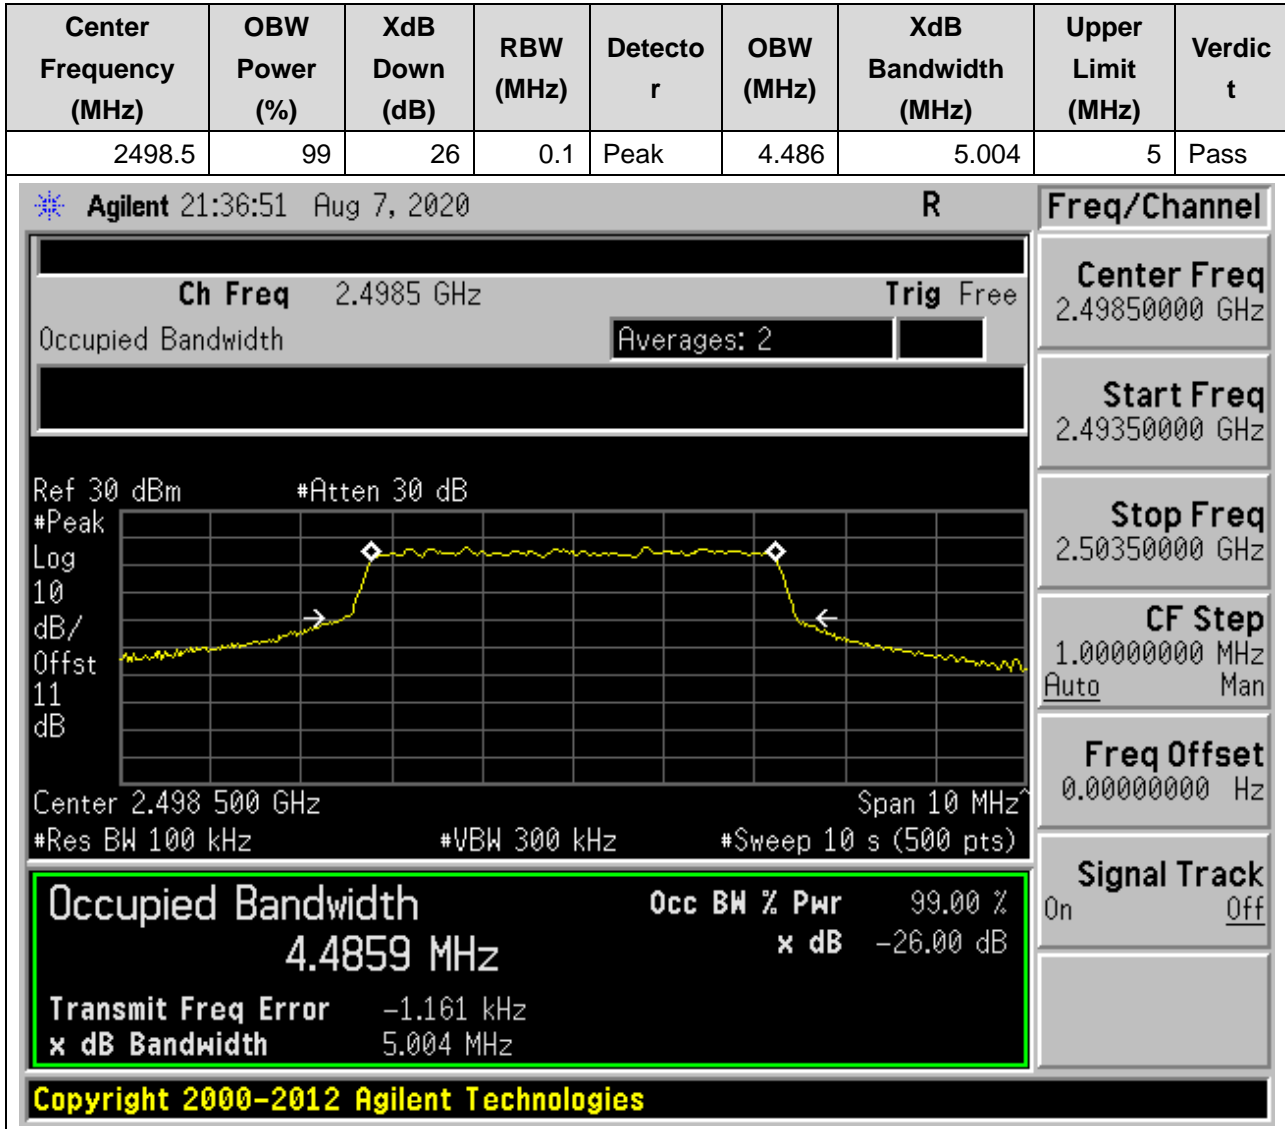 Center Frequency (MHz) OBW Power (%) XdB Down (dB) RBW (MHz) Detecto r OBW (MHz) XdB Bandwidth (MHz) Upper Limit (MHz) Verdic t
2498.5 99 26 0.1 Peak 4.486 5.004 5 Pass
Agilent 21:36:51 Aug 7, 2020 R Freq/Channel
Ch Freq 2.4985 GHz Trig Free
Occupied Bandwidth Averages: 2
Center Freq
2.49850000 GHz
Start Freq
2.49350000 GHz
Stop Freq
2.50350000 GHz
CF Step
1.00000000 MHz
Auto Man
Freq Offset
0.00000000 Hz
Signal Track
On Off
Ref 30 dBm #Atten 30 dB
#Peak
Log
10
dB/
Offst
11
dB
Center 2.498 500 GHz Span 10 MHz^
#Res BW 100 kHz #VBW 300 kHz #Sweep 10 s (500 pts)
Occupied Bandwidth Occ BW % Pwr 99.00 %
4.4859 MHz x dB -26.00 dB
Transmit Freq Error -1.161 kHz
x dB Bandwidth 5.004 MHz
Copyright 2000-2012 Agilent Technologies